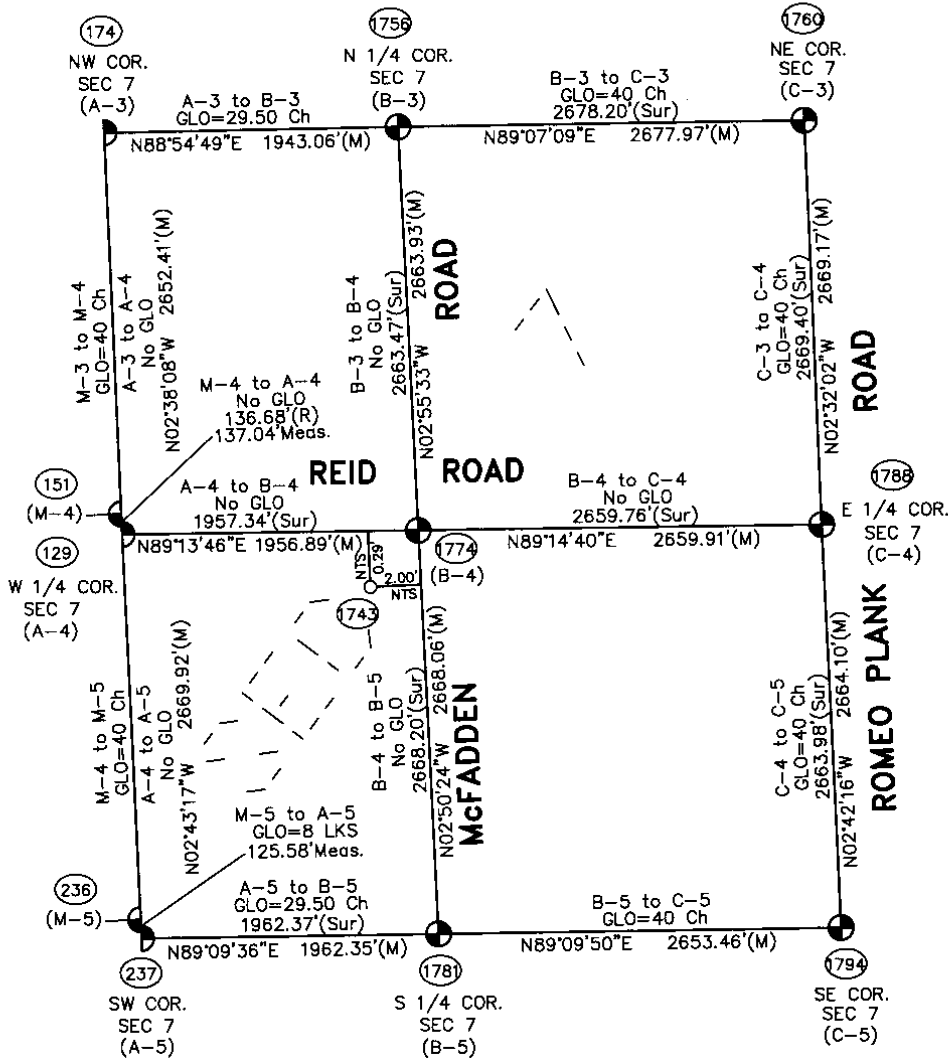 174
NW COR.
SEC 7
(A-3)
1756
N 1/4 COR.
SEC 7
(B-3)
1760
NE COR.
SEC 7
(C-3)
A-3 to B-3
GLO=29.50 Ch
N88°54'49"E 1943.06'(M)
B-3 to C-3
GLO=40 Ch
2678.20'(Sur)
N89°07'09"E 2677.97'(M)
M-3 to M-4
GLO=40 Ch
A-3 to A-4
No GLO
N02°38'08"W 2652.41'(M)
B-3 to B-4
No GLO
2663.47'(Sur)
N02°55'33"W 2663.93'(M)
ROAD
C-3 to C-4
GLO=40 Ch
2669.40'(Sur)
N02°32'02"W 2669.17'(M)
ROAD
M-4 to A-4
No GLO
136.68'(R)
137.04'Meas.
REID ROAD
151
(M-4)
129
W 1/4 COR.
SEC 7
(A-4)
A-4 to B-4
No GLO
1957.34'(Sur)
N89°13'46"E 1956.89'(M)
B-4 to C-4
No GLO
2659.76'(Sur)
N89°14'40"E 2659.91'(M)
1788
E 1/4 COR.
SEC 7
(C-4)
1774
(B-4)
NTS
0.29'
2.00'
NTS
1743
M-4 to M-5
GLO=40 Ch
A-4 to A-5
No GLO
N02°43'17"W 2669.92'(M)
B-4 to B-5
No GLO
2668.20'(Sur)
N02°50'24"W 2668.06'(M)
McFADDEN
C-4 to C-5
GLO=40 Ch
2663.98'(Sur)
N02°42'16"W 2664.10'(M)
ROMEO PLANK
M-5 to A-5
GLO=8 LKS
125.58'Meas.
236
(M-5)
A-5 to B-5
GLO=29.50 Ch
1962.37'(Sur)
N89°09'36"E 1962.35'(M)
B-5 to C-5
GLO=40 Ch
N89°09'50"E 2653.46'(M)
237
SW COR.
SEC 7
(A-5)
1781
S 1/4 COR.
SEC 7
(B-5)
1794
SE COR.
SEC 7
(C-5)